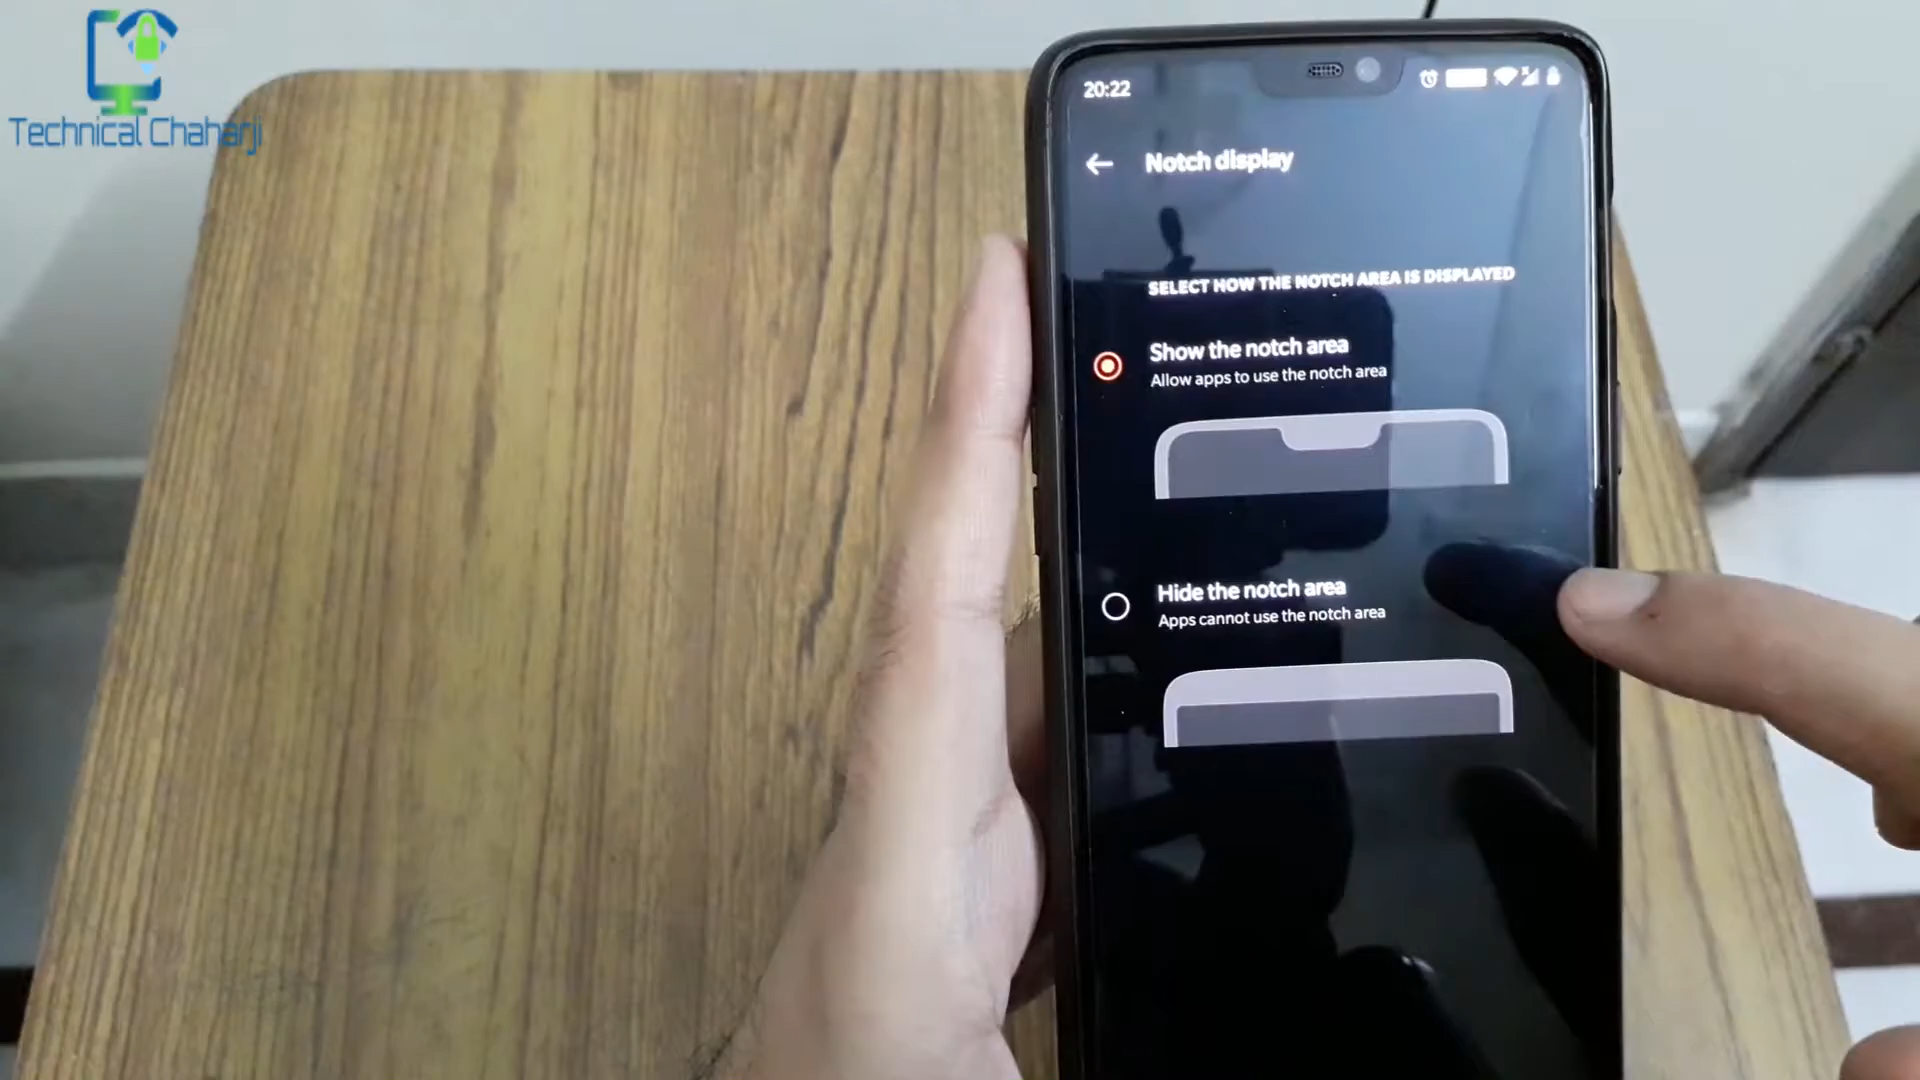 Technical Chaharji
20:22
Notch display
SELECT HOW THE NOTCH AREA IS DISPLAYED
Show the notch area
Allow apps to use the notch area
Hide the notch area
Apps cannot use the notch area